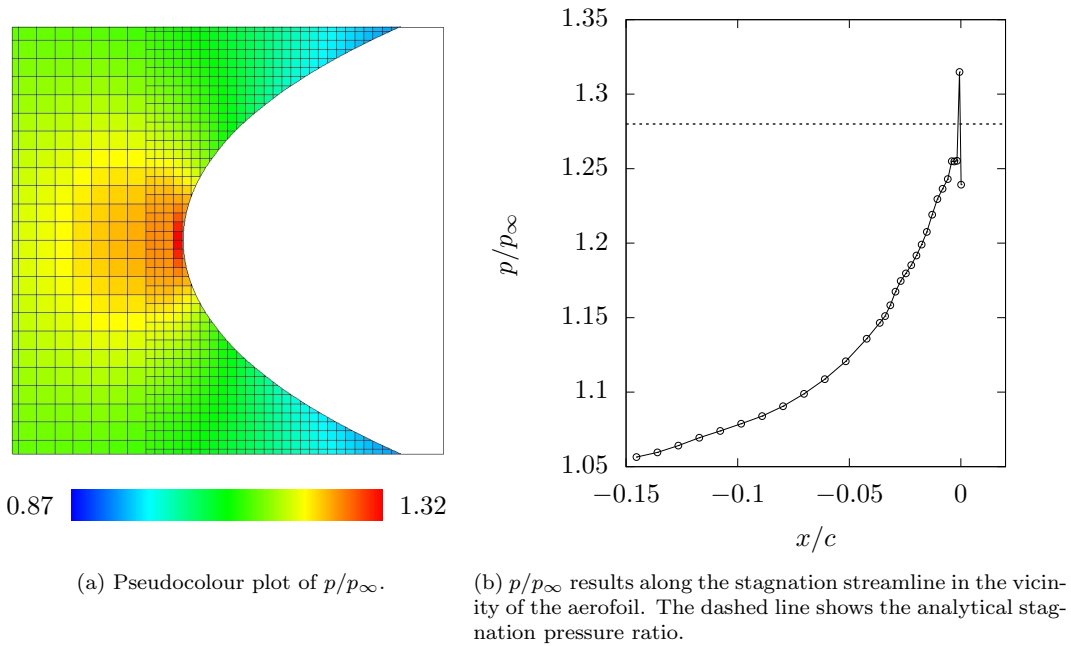 0.87
1.32
(a) Pseudocolour plot of p/p∞.
1.35
1.3
1.25
1.2
1.15
1.1
1.05
p/p∞
−0.15
−0.1
−0.05
0
x/c
(b) p/p∞ results along the stagnation streamline in the vicin-
ity of the aerofoil. The dashed line shows the analytical stag-
nation pressure ratio.